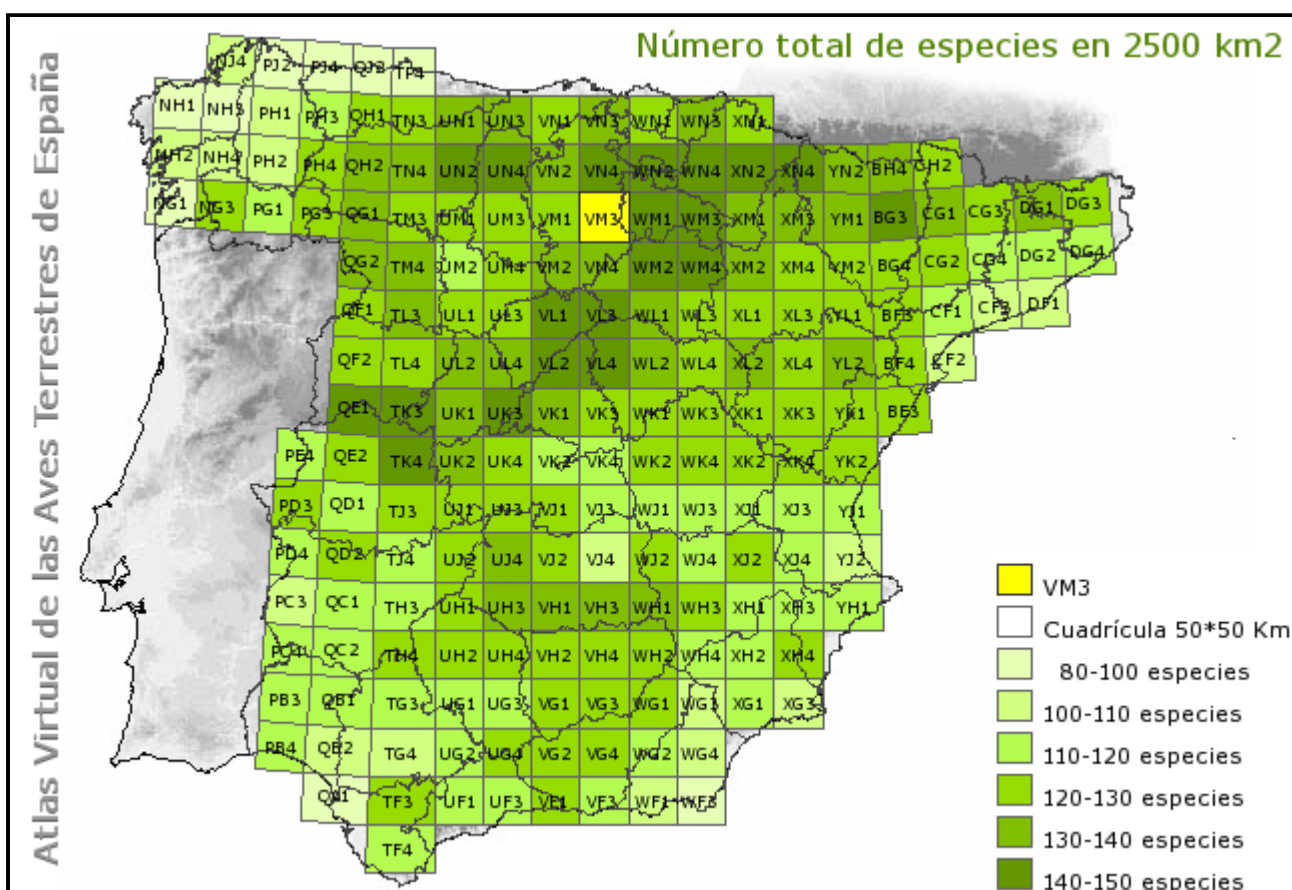 Número total de especies en 2500 km2
Atlas Virtual de las Aves Terrestres de España
NJ4 PJ2 PJ4 QJ2 TP4
NH1 NH3 PH1 PH3 QH1 TN3 UN1 UN3 VN1 VN3 WN1 WN3 XN1
NH2 NH4 PH2 PH4 QH2 TN4 UN2 UN4 VN2 VN4 WN2 WN4 XN2 XN4 YN2 BH4 CH2
NG1 NG3 PG1 PG3 QG1 TM3 UM1 UM3 VM1 VM3 WM1 WM3 XM1 XM3 YM1 BG3 CG1 CG3 DG1 DG3
QG2 TM4 UM2 UM4 VM2 VM4 WM2 WM4 XM2 XM4 YM2 BG4 CG2 CG4 DG2 DG4
QF1 TL3 UL1 UL3 VL1 VL3 WL1 WL3 XL1 XL3 YL1 BF3 CF1 CF3 DF1
QF2 TL4 UL2 UL4 VL2 VL4 WL2 WL4 XL2 XL4 YL2 BF4 CF2
QE1 TK3 UK1 UK3 VK1 VK3 WK1 WK3 XK1 XK3 YK1 BE3
PE4 QE2 TK4 UK2 UK4 VK2 VK4 WK2 WK4 XK2 XK4 YK2
PD3 QD1 TJ3 UJ1 UJ3 VJ1 VJ3 WJ1 WJ3 XJ1 XJ3 YJ1
PD4 QD2 TJ4 UJ2 UJ4 VJ2 VJ4 WJ2 WJ4 XJ2 XJ4 YJ2
PC3 QC1 TH3 UH1 UH3 VH1 VH3 WH1 WH3 XH1 XH3 YH1
PC4 QC2 TH4 UH2 UH4 VH2 VH4 WH2 WH4 XH2 XH4
PB3 QB1 TG3 UG1 UG3 VG1 VG3 WG1 WG3 XG1 XG3
PB4 QB2 TG4 UG2 UG4 VG2 VG4 WG2 WG4
QA1 TF3 UF1 UF3 VF1 VF3 WF1 WF3
TF4
VM3
Cuadrícula 50*50 Km
80-100 especies
100-110 especies
110-120 especies
120-130 especies
130-140 especies
140-150 especies